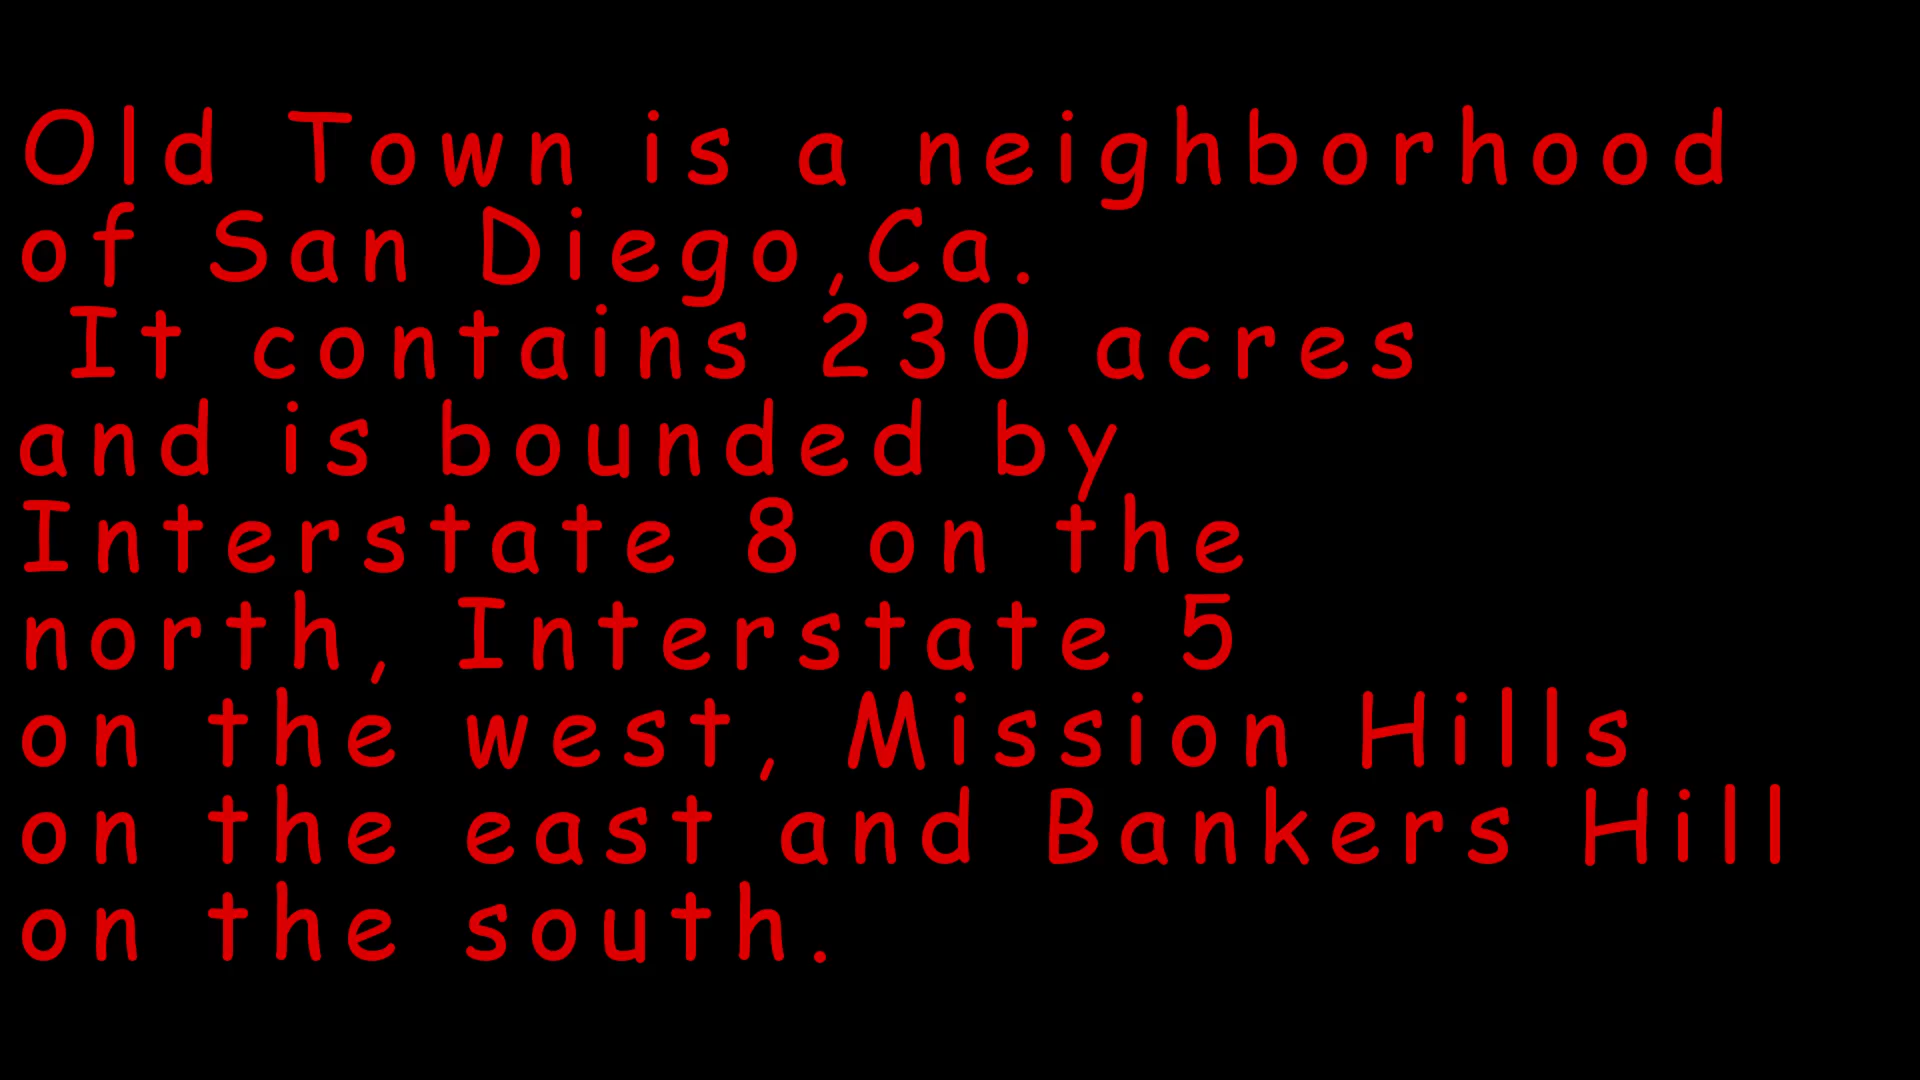 Old Town is a neighborhood
of San Diego,Ca.
It contains 230 acres
and is bounded by
Interstate 8 on the
north, Interstate 5
on the west, Mission Hills
on the east and Bankers Hill
on the south.